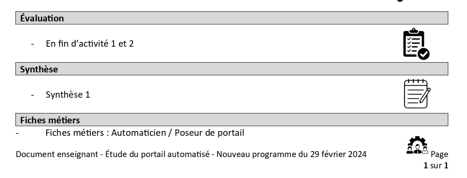 Évaluation
- En fin d'activité 1 et 2
Synthèse
- Synthèse 1
Fiches métiers
- Fiches métiers : Automaticien / Poseur de portail
Document enseignant - Étude du portail automatisé - Nouveau programme du 29 février 2024 Page
1 sur 1